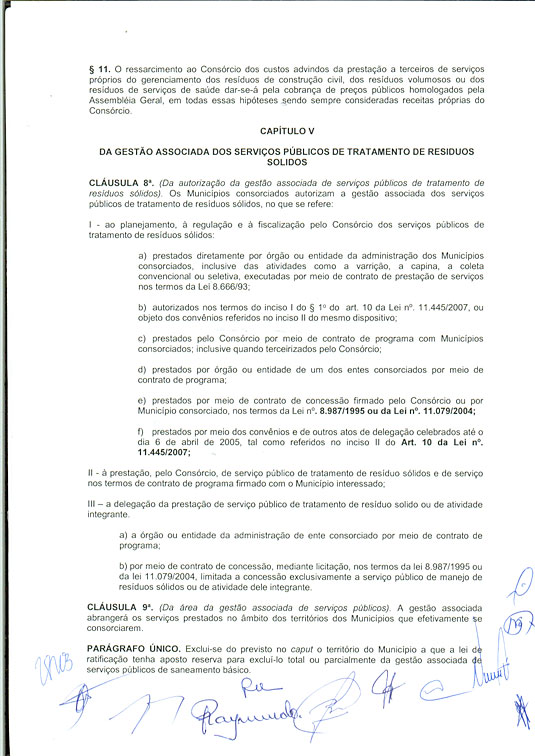 § 11. O ressarcimento ao Consórcio dos custos advindos da prestação a terceiros de serviços
próprios do gerenciamento dos resíduos de construção civil, dos resíduos volumosos ou dos
resíduos de serviços de saúde dar-se-á pela cobrança de preços públicos homologados pela
Assembléia Geral, em todas essas hipóteses sendo sempre consideradas receitas próprias do
Consórcio.
CAPÍTULO V
DA GESTÃO ASSOCIADA DOS SERVIÇOS PÚBLICOS DE TRATAMENTO DE RESIDUOS
SOLIDOS
CLÁUSULA 8ª. (Da autorização da gestão associada de serviços públicos de tratamento de
resíduos sólidos). Os Municípios consorciados autorizam a gestão associada dos serviços
públicos de tratamento de resíduos sólidos, no que se refere:
I - ao planejamento, à regulação e à fiscalização pelo Consórcio dos serviços públicos de
tratamento de resíduos sólidos:
a) prestados diretamente por órgão ou entidade da administração dos Municípios
consorciados, inclusive das atividades como a varrição, a capina, a coleta
convencional ou seletiva, executadas por meio de contrato de prestação de serviços
nos termos da Lei 8.666/93;
b) autorizados nos termos do inciso I do § 1º do art. 10 da Lei nº. 11.445/2007, ou
objeto dos convênios referidos no inciso II do mesmo dispositivo;
c) prestados pelo Consórcio por meio de contrato de programa com Municípios
consorciados; inclusive quando terceirizados pelo Consórcio;
d) prestados por órgão ou entidade de um dos entes consorciados por meio de
contrato de programa;
e) prestados por meio de contrato de concessão firmado pelo Consórcio ou por
Município consorciado, nos termos da Lei nº. 8.987/1995 ou da Lei nº. 11.079/2004;
f) prestados por meio dos convênios e de outros atos de delegação celebrados até o
dia 6 de abril de 2005, tal como referidos no inciso II do Art. 10 da Lei nº.
11.445/2007;
II - á prestação, pelo Consórcio, de serviço público de tratamento de resíduo sólidos e de serviço
nos termos de contrato de programa firmado com o Município interessado;
III – a delegação da prestação de serviço público de tratamento de resíduo solido ou de atividade
integrante.
a) a órgão ou entidade da administração de ente consorciado por meio de contrato de
programa;
b) por meio de contrato de concessão, mediante licitação, nos termos da lei 8.987/1995 ou
da lei 11.079/2004, limitada a concessão exclusivamente a serviço público de manejo de
resíduos sólidos ou de atividade dele integrante.
CLÁUSULA 9ª. (Da área da gestão associada de serviços públicos). A gestão associada
abrangerá os serviços prestados no âmbito dos territórios dos Municípios que efetivamente se
consorciarem.
PARÁGRAFO ÚNICO. Exclui-se do previsto no caput o território do Município a que a lei de
ratificação tenha aposto reserva para excluí-lo total ou parcialmente da gestão associada de
serviços públicos de saneamento básico.
Raymundo